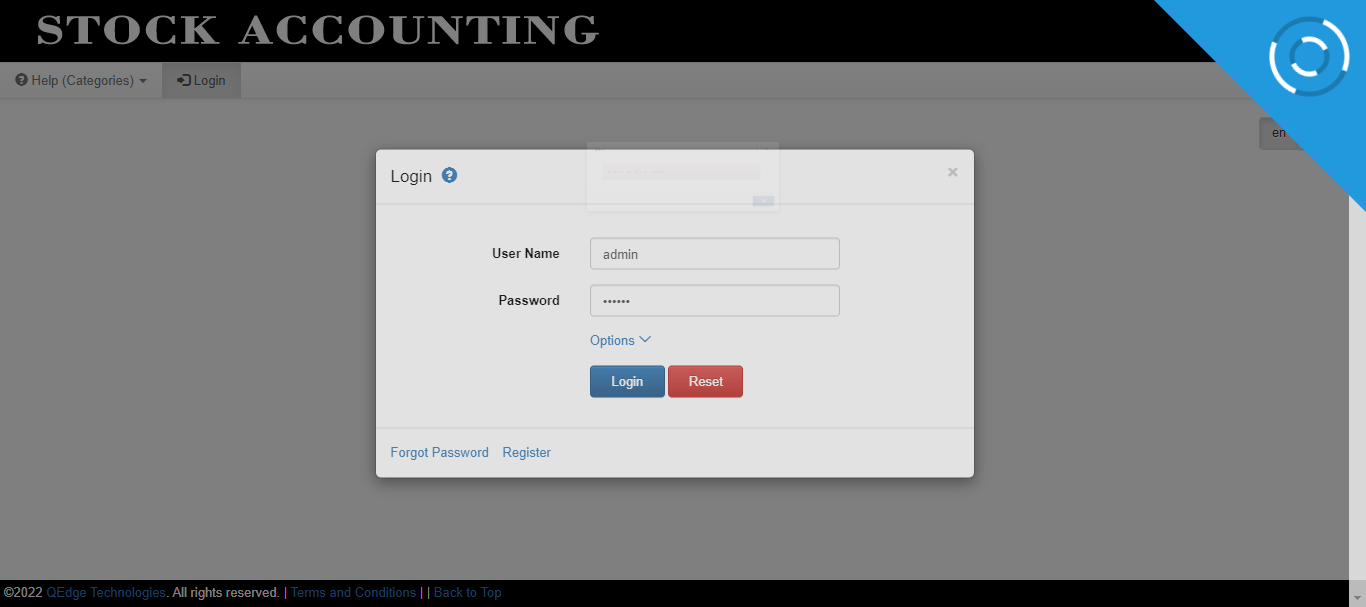 STOCK ACCOUNTING
Help (Categories) Login
en
Login ? ×
User Name admin
Password ••••••
Options
Login Reset
Forgot Password Register
©2022 QEdge Technologies. All rights reserved. | Terms and Conditions | | Back to Top